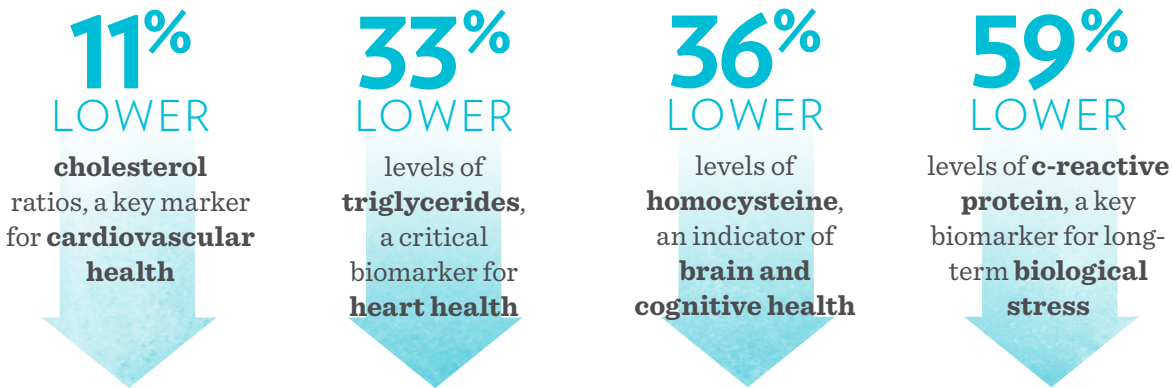 11%
LOWER
cholesterol
ratios, a key marker
for cardiovascular
health
33%
LOWER
levels of
triglycerides,
a critical
biomarker for
heart health
36%
LOWER
levels of
homocysteine,
an indicator of
brain and
cognitive health
59%
LOWER
levels of c-reactive
protein, a key
biomarker for long-
term biological
stress